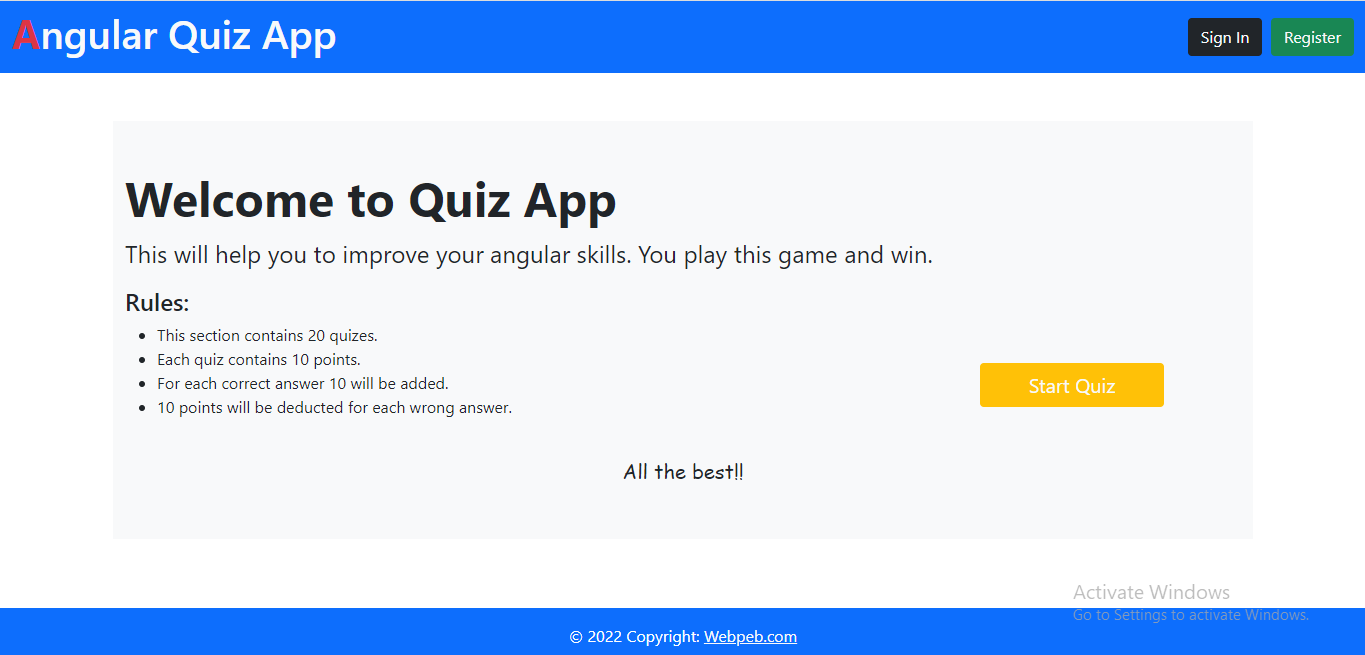 Angular Quiz App
Sign In
Register
Welcome to Quiz App
This will help you to improve your angular skills. You play this game and win.
Rules:
This section contains 20 quizes.
Each quiz contains 10 points.
For each correct answer 10 will be added.
10 points will be deducted for each wrong answer.
Start Quiz
All the best!!
Activate Windows
Go to Settings to activate Windows.
© 2022 Copyright: Webpeb.com